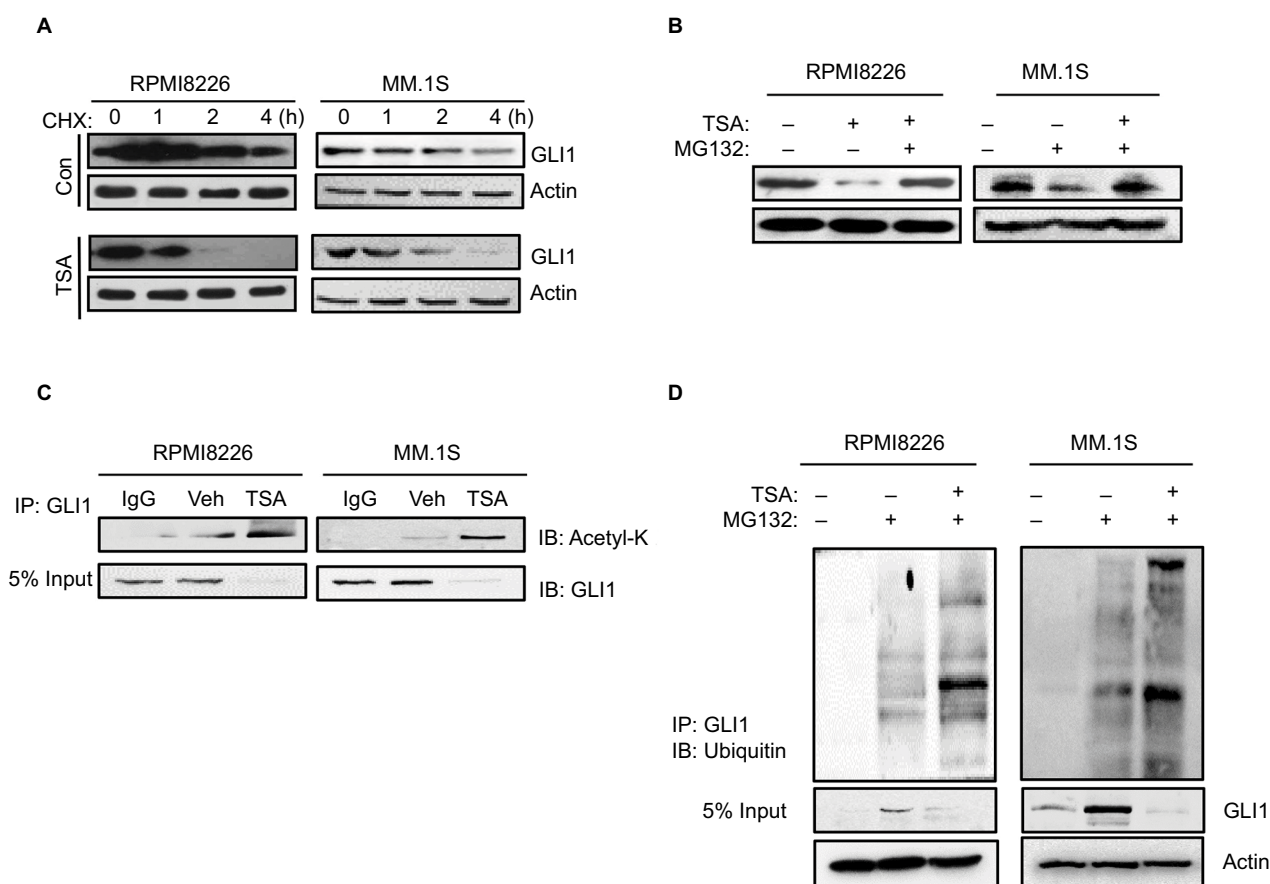 A
RPMI8226 MM.1S
CHX: 0 1 2 4 (h) 0 1 2 4 (h)
Con
GLI1
Actin
TSA
GLI1
Actin
B
RPMI8226 MM.1S
TSA: – + + – – +
MG132: – – + – + +
C
RPMI8226 MM.1S
IP: GLI1 IgG Veh TSA IgG Veh TSA
IB: Acetyl-K
5% Input IB: GLI1
D
RPMI8226 MM.1S
TSA: – – + – – +
MG132: – + + – + +
IP: GLI1
IB: Ubiquitin
5% Input GLI1
Actin